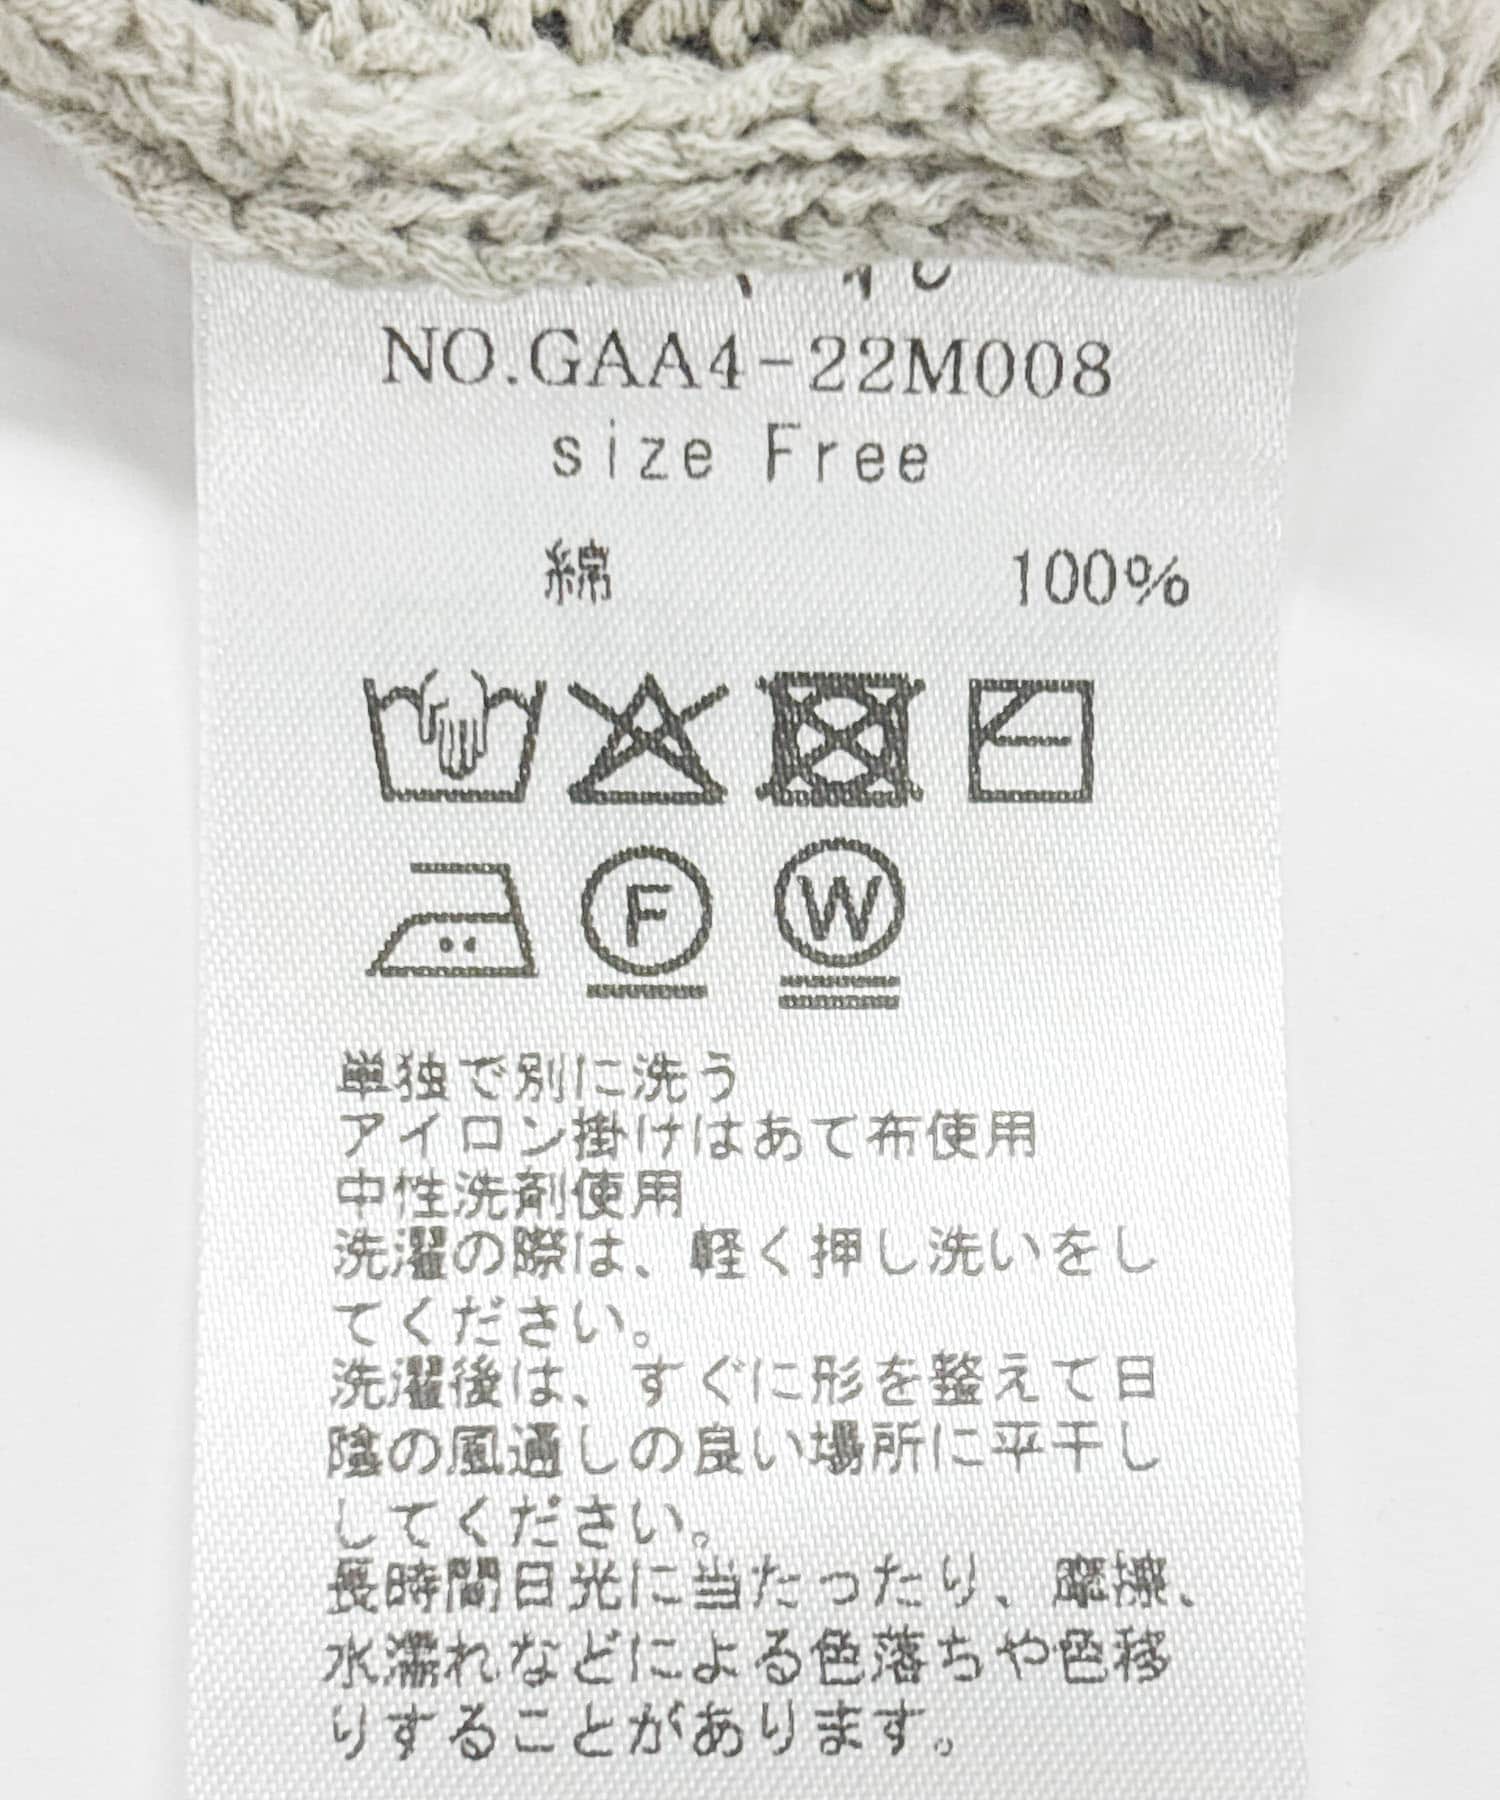 NO.GAA4-22M008
size Free
綿 100%
F W
単独で別に洗う
アイロン掛けはあて布使用
中性洗剤使用
洗濯の際は、軽く押し洗いをし
てください。
洗濯後は、すぐに形を整えて日
陰の風通しの良い場所に平干し
してください。
長時間日光に当たったり、摩擦、
水濡れなどによる色落ちや色移
りすることがあります。